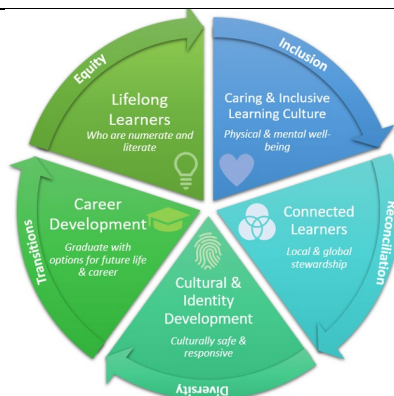 Equity
Lifelong
Learners
Who are numerate and
literate
Inclusion
Caring & Inclusive
Learning Culture
Physical & mental well-
being
Reconciliation
Connected
Learners
Local & global
stewardship
Diversity
Cultural &
Identity
Development
Culturally safe &
responsive
Transitions
Career
Development
Graduate with
options for future life
& career